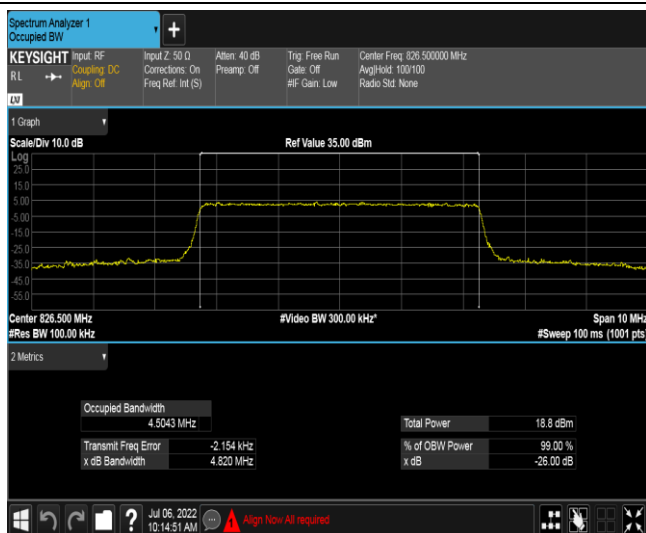 Spectrum Analyzer 1
Occupied BW
+
KEYSIGHT Input: RF Input Z: 50 Ω Atten: 40 dB Trig: Free Run Center Freq: 826.500000 MHz
RL Coupling: DC Corrections: On Preamp: Off Gate: Off Avg|Hold: 100/100
Align: Off Freq Ref: Int (S) #IF Gain: Low Radio Std: None
LXI
1 Graph
Scale/Div 10.0 dB Ref Value 35.00 dBm
Log
25.0
15.0
5.00
-5.00
-15.0
-25.0
-35.0
-45.0
-55.0
Center 826.500 MHz #Video BW 300.00 kHz* Span 10 MHz
#Res BW 100.00 kHz #Sweep 100 ms (1001 pts)
2 Metrics
Occupied Bandwidth
4.5043 MHz Total Power 18.8 dBm
Transmit Freq Error -2.154 kHz % of OBW Power 99.00 %
x dB Bandwidth 4.820 MHz x dB -26.00 dB
? Jul 06, 2022
10:14:51 AM ... Align Now All required